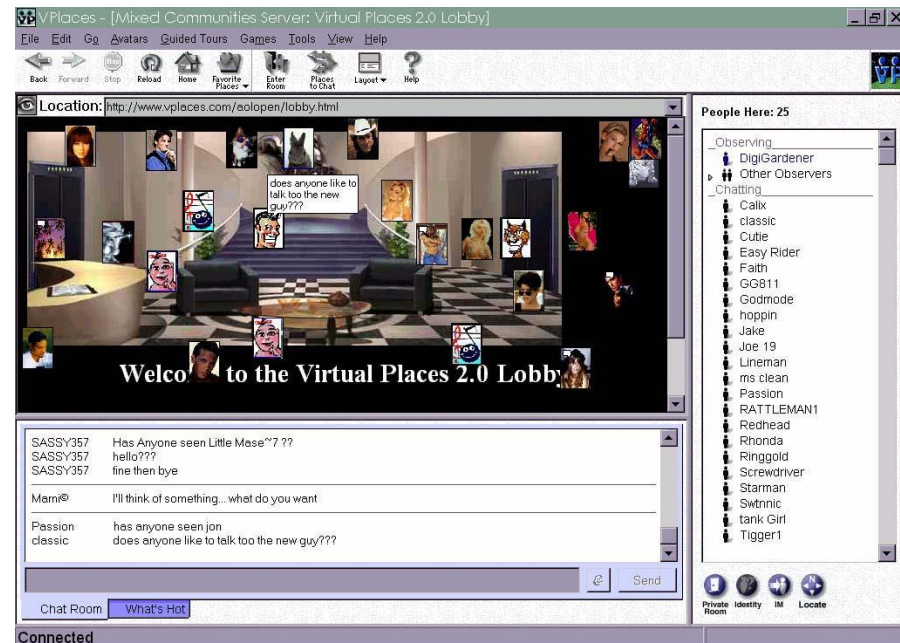 VPlaces - [Mixed Communities Server: Virtual Places 2.0 Lobby]
File Edit Go Avatars Guided Tours Games Tools View Help
Back Forward Stop Reload Home Favorite Places Enter Room Places to Chat Layout Help
Location: http://www.vplaces.com/aolopen/lobby.html
does anyone like to
talk too the new
guy???
Welco to the Virtual Places 2.0 Lobby
SASSY357 Has Anyone seen Little Mase~7 ??
SASSY357 hello???
SASSY357 fine then bye
Marni© I'll think of something... what do you want
Passion has anyone seen jon
classic does anyone like to talk too the new guy???
Send
Chat Room What's Hot
Connected
People Here: 25
Observing
DigiGardener
Other Observers
Chatting
Calix
classic
Cutie
Easy Rider
Faith
GG811
Godmode
hoppin
Jake
Joe 19
Lineman
ms clean
Passion
RATTLEMAN1
Redhead
Rhonda
Ringgold
Screwdriver
Starman
Swtnnic
tank Girl
Tigger1
Private Room Identity IM Locate